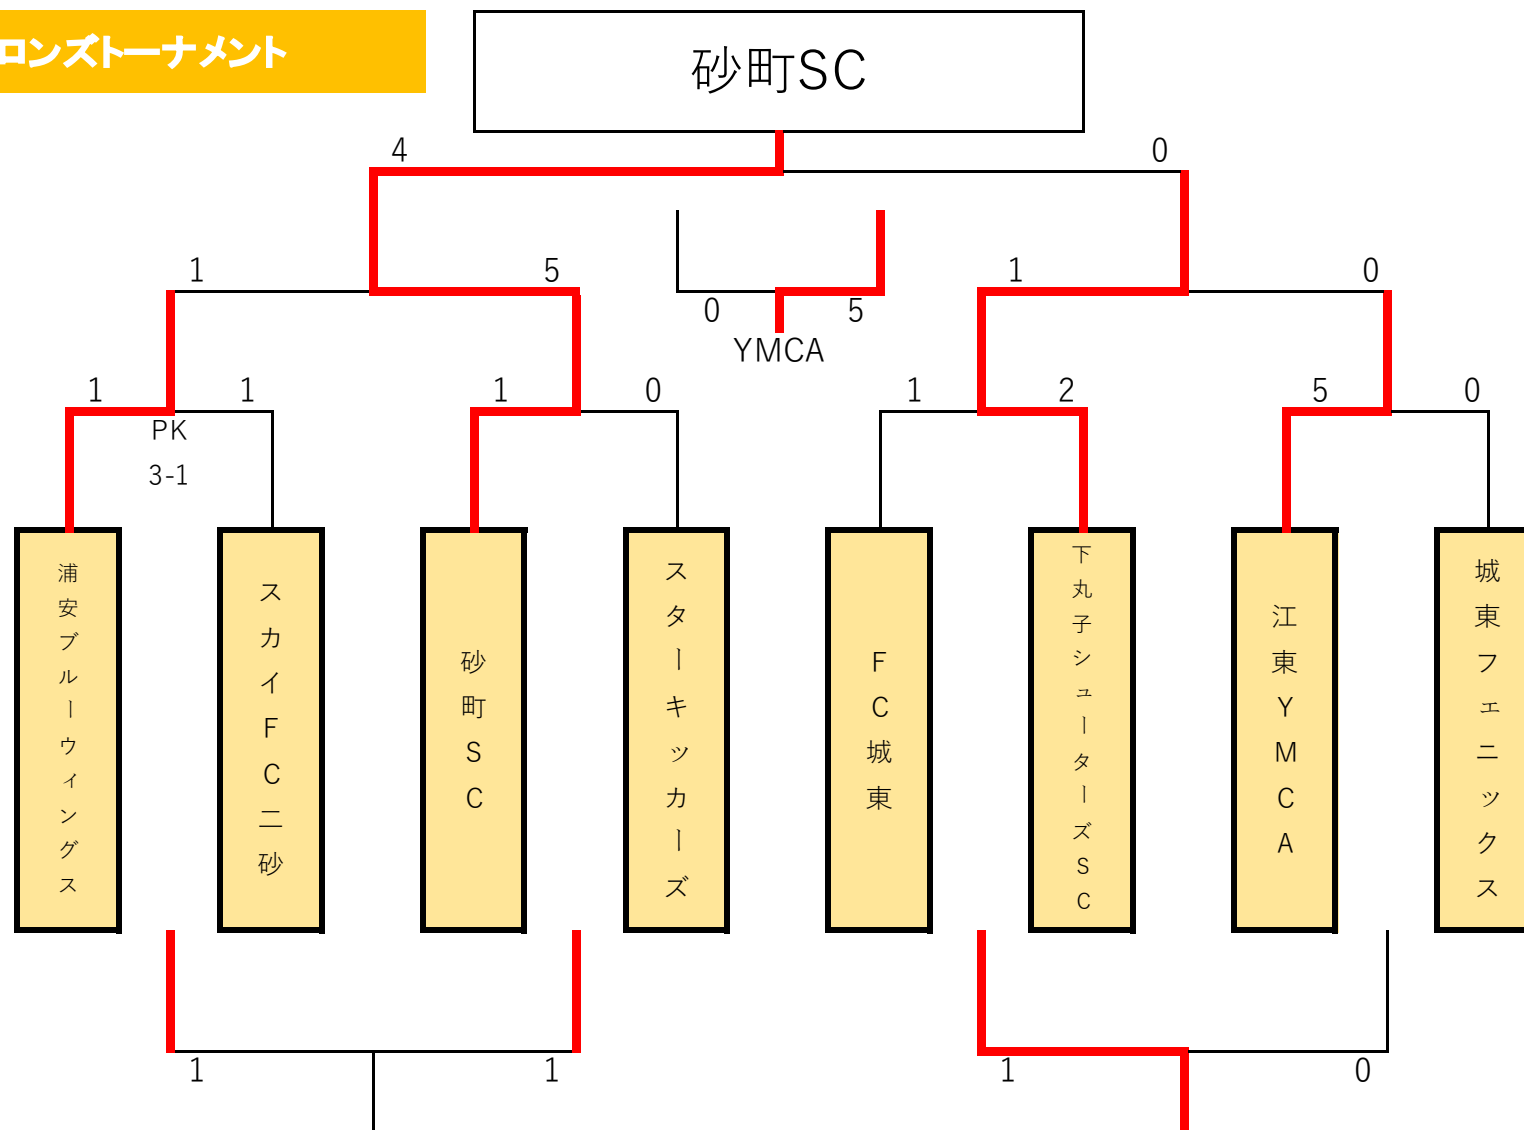 ロンズトーナメント
砂町SC
4 0
1 5 1 0
0 5
YMCA
1 1 1 0 1 2 5 0
PK
3-1
浦安ブルーウィングス
スカイFC二砂
砂町SC
スターキッカーズ
FC城東
下丸子シューターズSC
江東YMCA
城東フェニックス
1 1 1 0